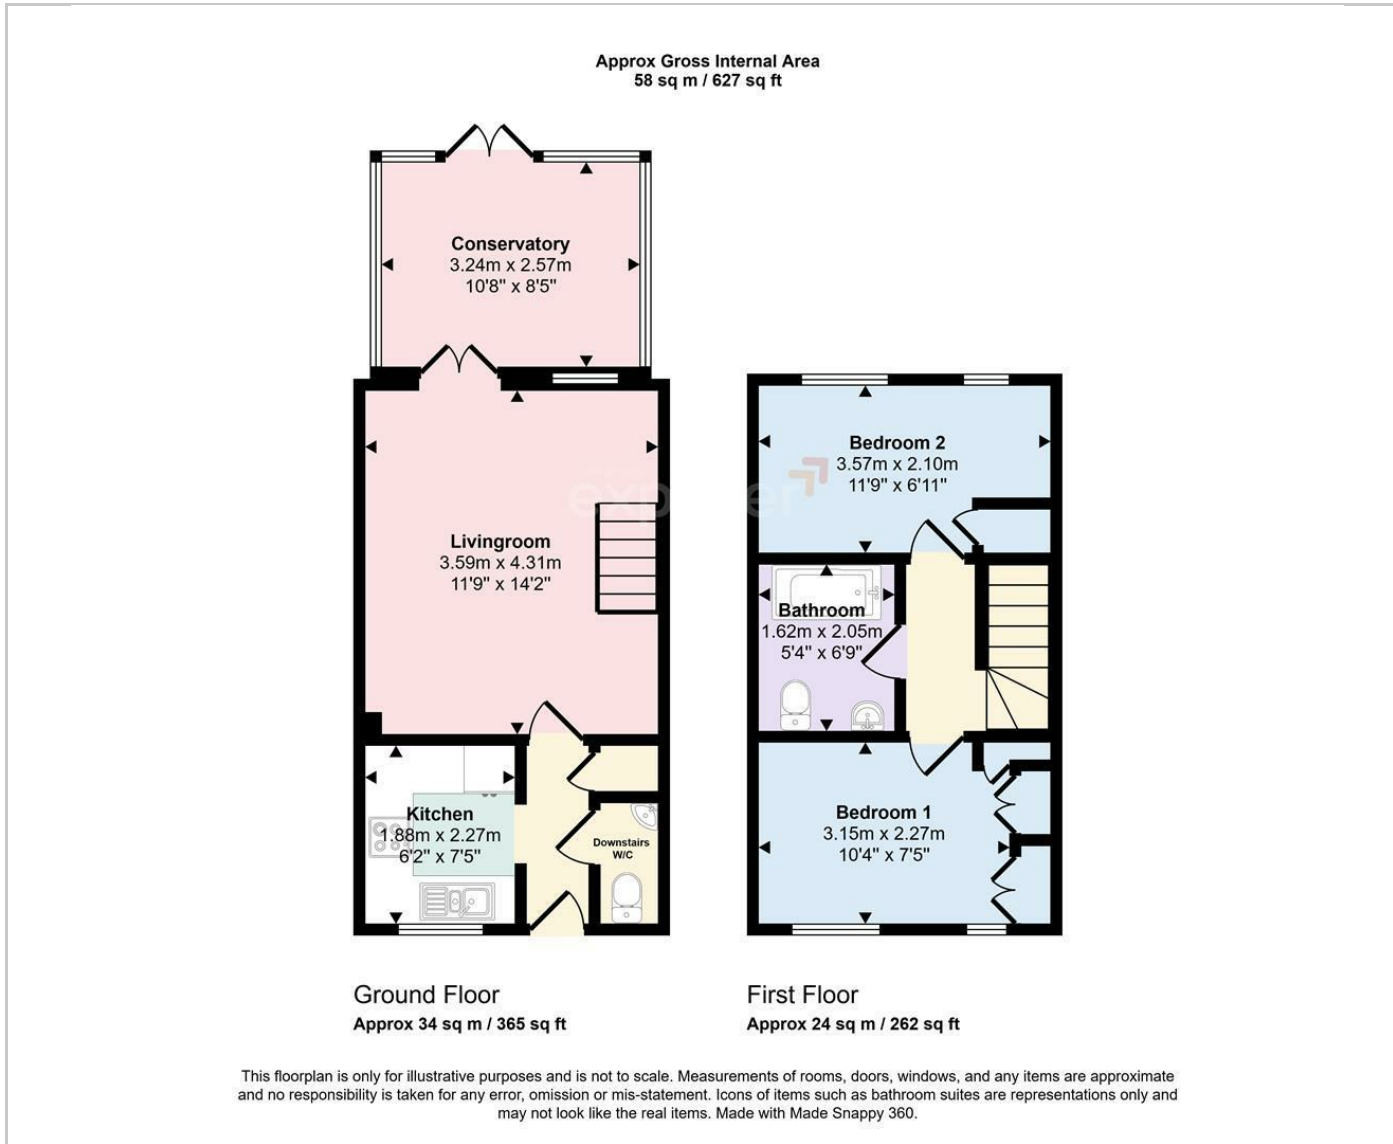 Approx Gross Internal Area
58 sq m / 627 sq ft
Conservatory
3.24m x 2.57m
10'8" x 8'5"
Livingroom
3.59m x 4.31m
11'9" x 14'2"
Kitchen
1.88m x 2.27m
6'2" x 7'5"
Downstairs
W/C
Bedroom 2
3.57m x 2.10m
11'9" x 6'11"
Bathroom
1.62m x 2.05m
5'4" x 6'9"
Bedroom 1
3.15m x 2.27m
10'4" x 7'5"
Ground Floor
Approx 34 sq m / 365 sq ft
First Floor
Approx 24 sq m / 262 sq ft
This floorplan is only for illustrative purposes and is not to scale. Measurements of rooms, doors, windows, and any items are approximate
and no responsibility is taken for any error, omission or mis-statement. Icons of items such as bathroom suites are representations only and
may not look like the real items. Made with Made Snappy 360.